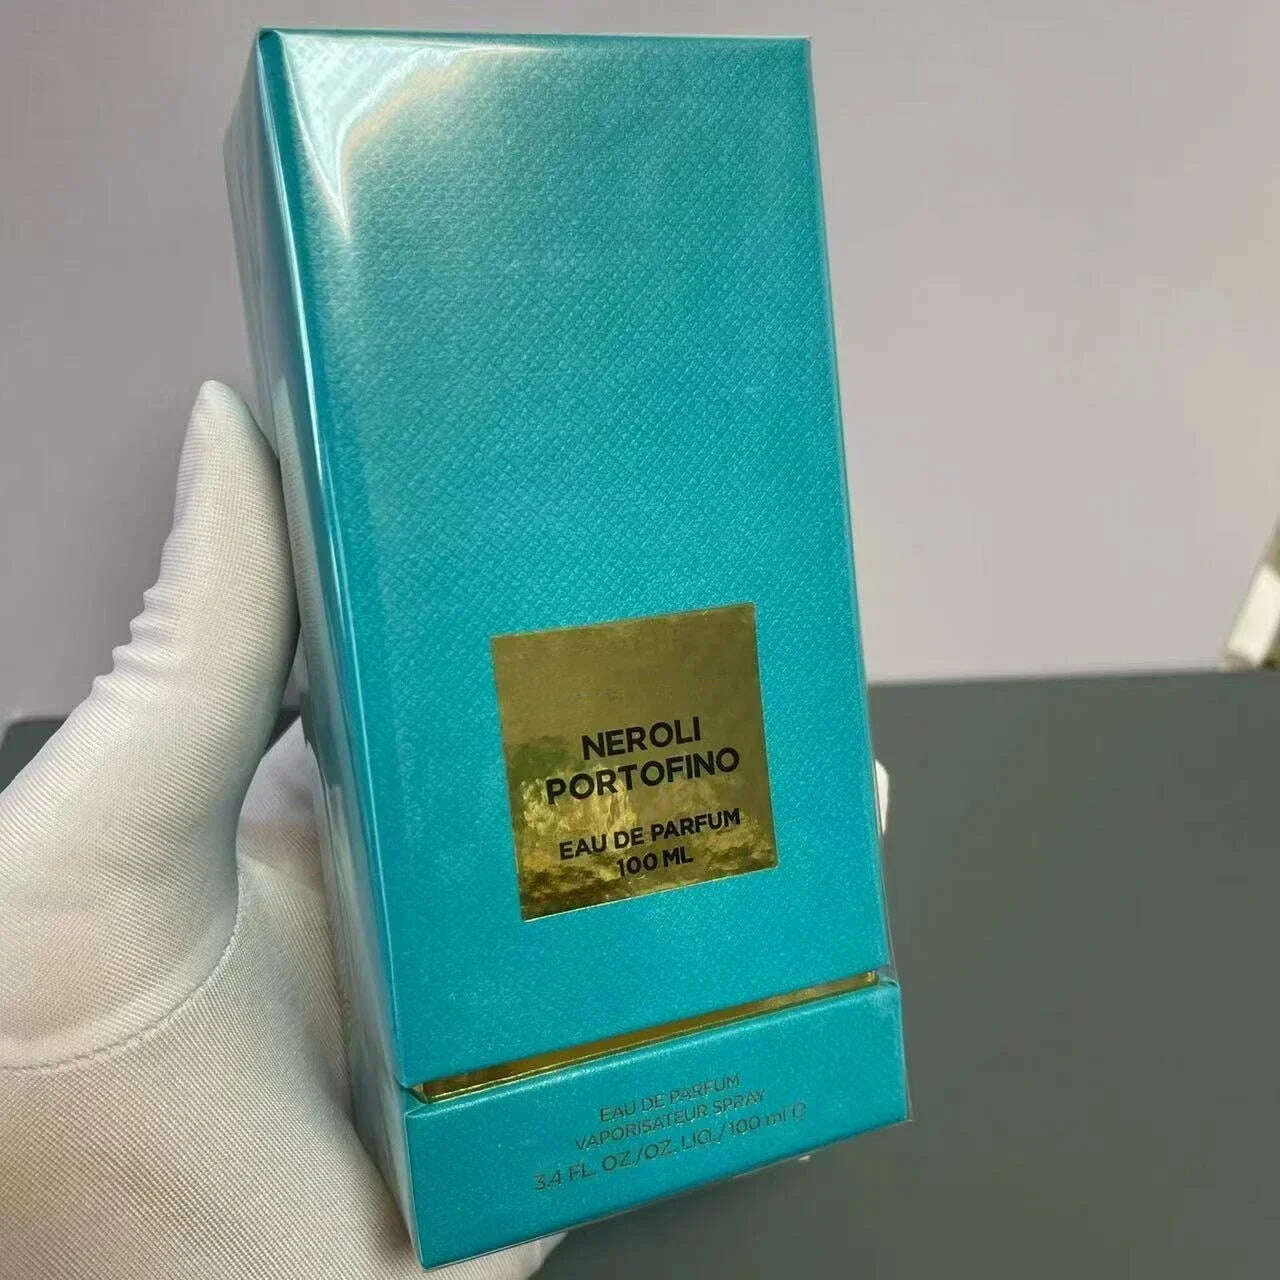 NEROLI
PORTOFINO
EAU DE PARFUM
100 ML
EAU DE PARFUM
VAPORISATEUR SPRAY
3.4 FL. OZ./OZ. LIQ./100 ml ℮